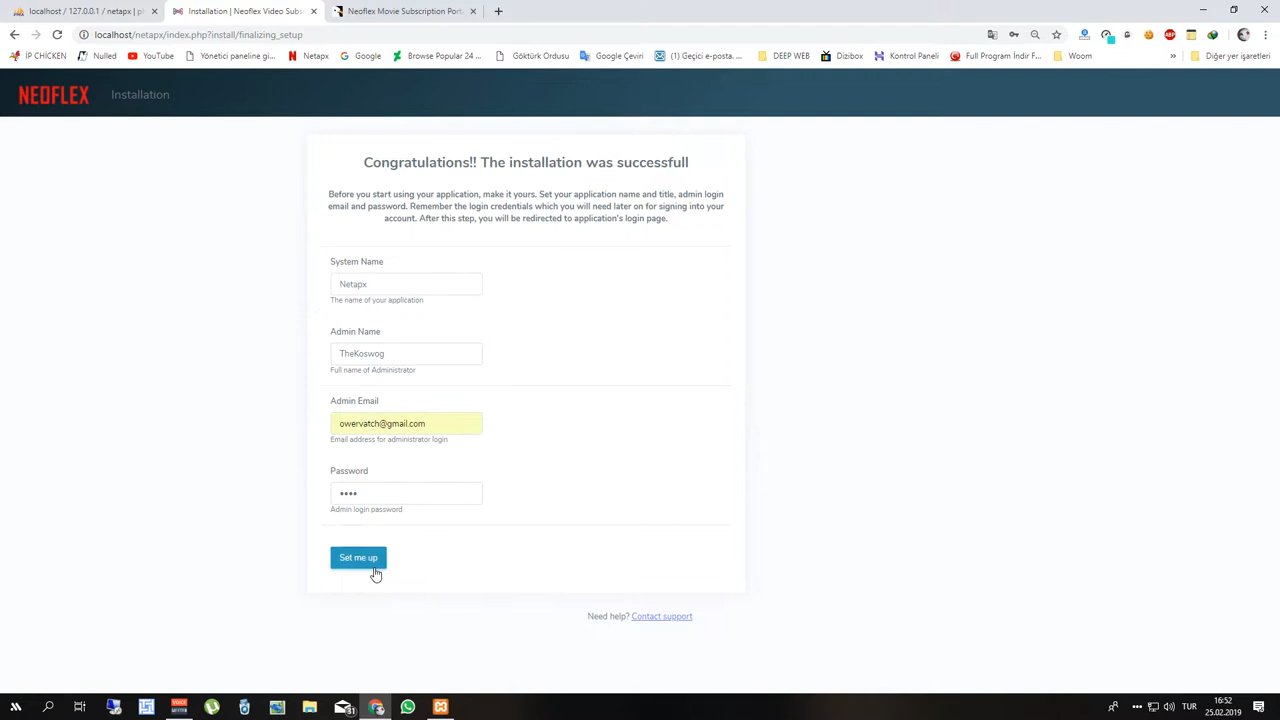 localhost / 127.0.0.1 / netapx | ph
Installation | Neoflex Video Subs
Neoflex Movie Subscription Portal
localhost/netapx/index.php?install/finalizing_setup
İP CHİCKEN
Nulled
YouTube
Yönetici paneline gi...
Netapx
Google
Browse Popular 24 ...
Göktürk Ordusu
Google Çeviri
(1) Geçici e-posta. ...
DEEP WEB
Dizibox
Kontrol Paneli
Full Program İndir F...
Woom
»
Diğer yer işaretleri
NEOFLEX
Installation
Congratulations!! The installation was successfull
Before you start using your application, make it yours. Set your application name and title, admin login
email and password. Remember the login credentials which you will need later on for signing into your
account. After this step, you will be redirected to application's login page.
System Name
Netapx
The name of your application
Admin Name
TheKoswog
Full name of Administrator
Admin Email
owervatch@gmail.com
Email address for administrator login
Password
••••
Admin login password
Set me up
Need help? Contact support
31
TUR
16:52
25.02.2019